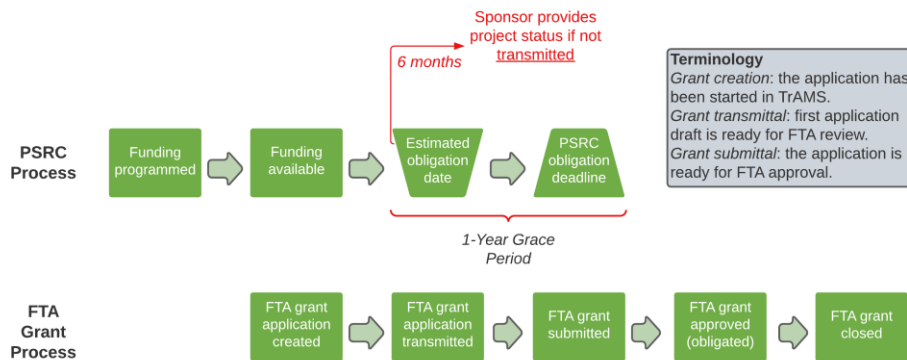 Sponsor provides
project status if not
transmitted
6 months
Terminology
Grant creation: the application has
been started in TrAMS.
Grant transmittal: first application
draft is ready for FTA review.
Grant submittal: the application is
ready for FTA approval.
PSRC
Process
Funding
programmed
Funding
available
Estimated
obligation
date
PSRC
obligation
deadline
1-Year Grace
Period
FTA
Grant
Process
FTA grant
application
created
FTA grant
application
transmitted
FTA grant
submitted
FTA grant
approved
(obligated)
FTA grant
closed